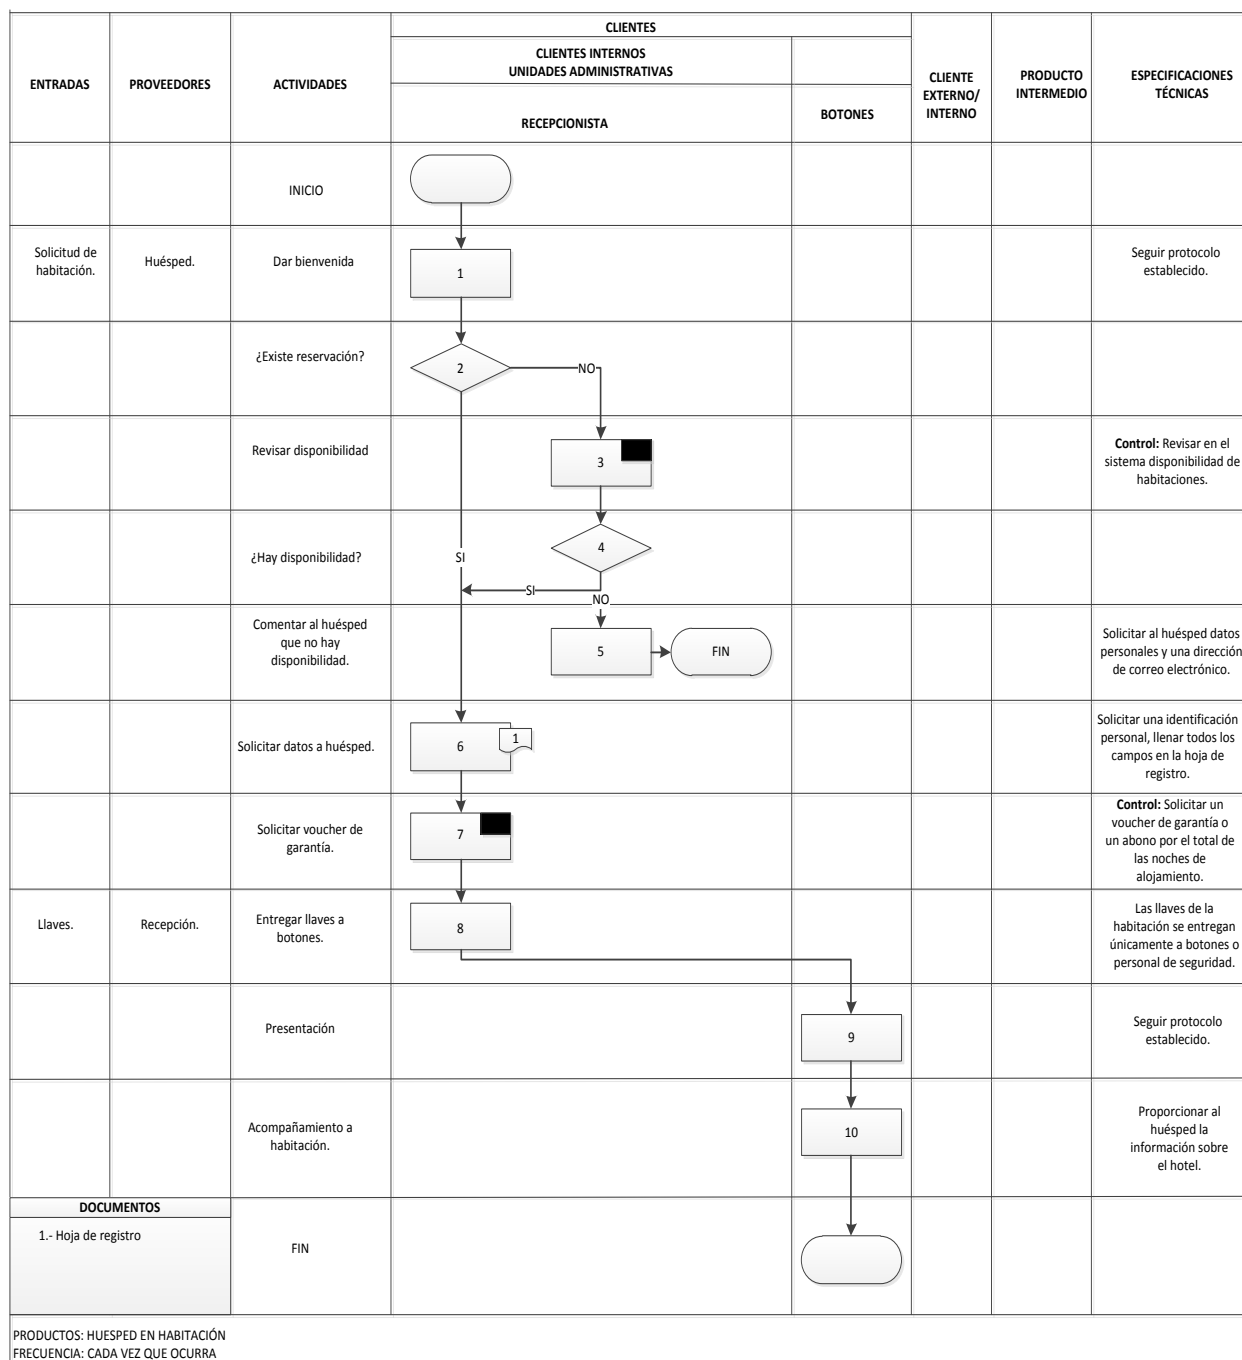 CLIENTES
CLIENTES INTERNOS
UNIDADES ADMINISTRATIVAS
ENTRADAS
PROVEEDORES
ACTIVIDADES
RECEPCIONISTA
BOTONES
CLIENTE
EXTERNO/
INTERNO
PRODUCTO
INTERMEDIO
ESPECIFICACIONES
TÉCNICAS
INICIO
Solicitud de
habitación.
Huésped.
Dar bienvenida
1
Seguir protocolo
establecido.
¿Existe reservación?
2
NO
Revisar disponibilidad
3
Control: Revisar en el
sistema disponibilidad de
habitaciones.
¿Hay disponibilidad?
SI
4
SI
NO
Comentar al huésped
que no hay
disponibilidad.
5
FIN
Solicitar al huésped datos
personales y una dirección
de correo electrónico.
Solicitar datos a huésped.
6
1
Solicitar una identificación
personal, llenar todos los
campos en la hoja de
registro.
Solicitar voucher de
garantía.
7
Control: Solicitar un
voucher de garantía o
un abono por el total de
las noches de
alojamiento.
Llaves.
Recepción.
Entregar llaves a
botones.
8
Las llaves de la
habitación se entregan
únicamente a botones o
personal de seguridad.
Presentación
9
Seguir protocolo
establecido.
Acompañamiento a
habitación.
10
Proporcionar al
huésped la
información sobre
el hotel.
DOCUMENTOS
1.- Hoja de registro
FIN
PRODUCTOS: HUESPED EN HABITACIÓN
FRECUENCIA: CADA VEZ QUE OCURRA